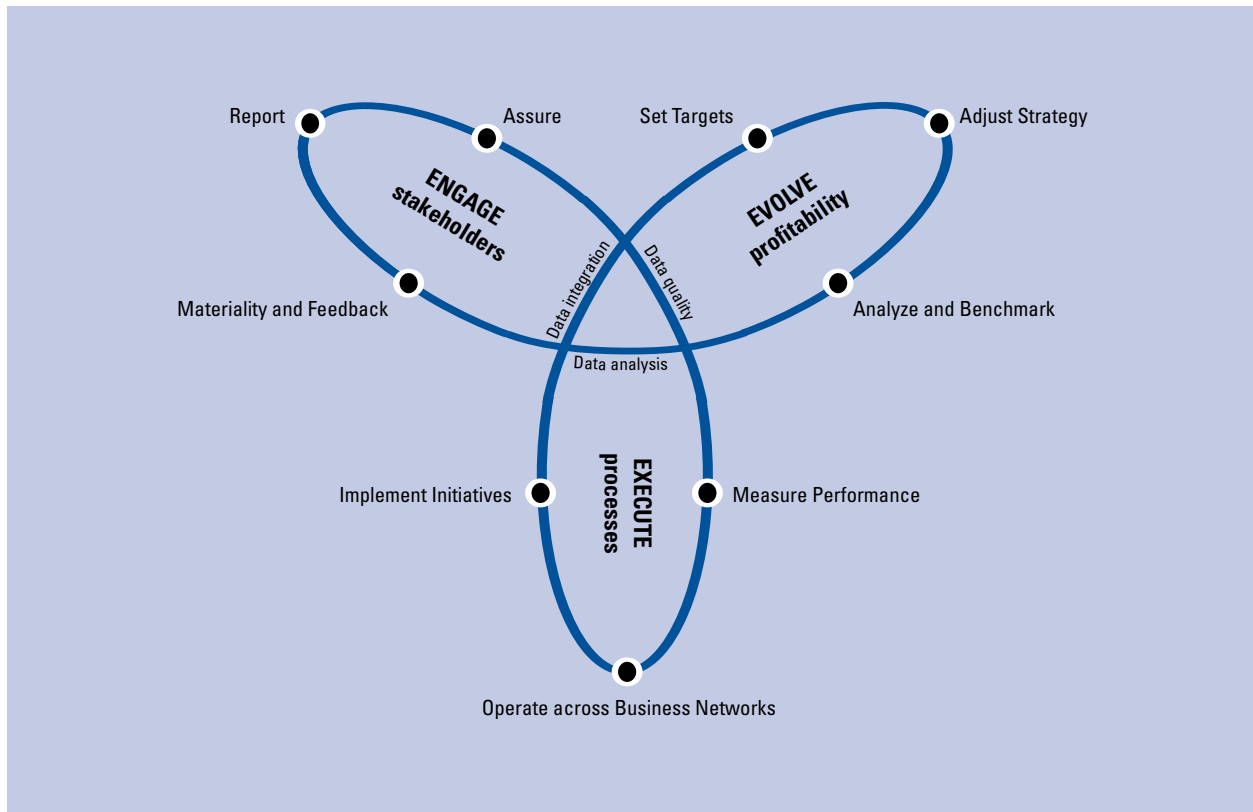 Report
Assure
Set Targets
Adjust Strategy
ENGAGE
stakeholders
EVOLVE
profitability
Data integration
Data quality
Materiality and Feedback
Analyze and Benchmark
Data analysis
Implement Initiatives
EXECUTE
processes
Measure Performance
Operate across Business Networks